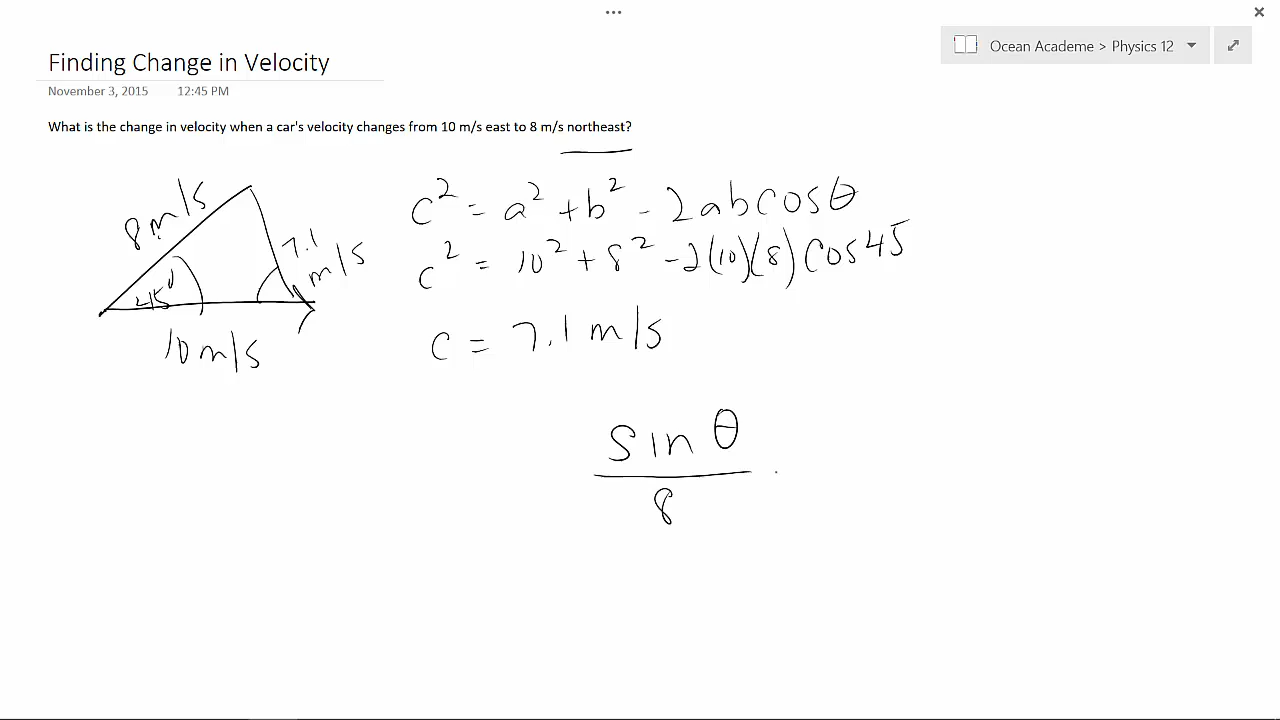 ...
Ocean Academe > Physics 12
Finding Change in Velocity
November 3, 2015 12:45 PM
What is the change in velocity when a car's velocity changes from 10 m/s east to 8 m/s northeast?
8 m/s
7.1
m/s
45°
10 m/s
c² = a² + b² - 2abcosθ
c² = 10² + 8² - 2(10)(8) cos45
c = 7.1 m/s
sin θ
8